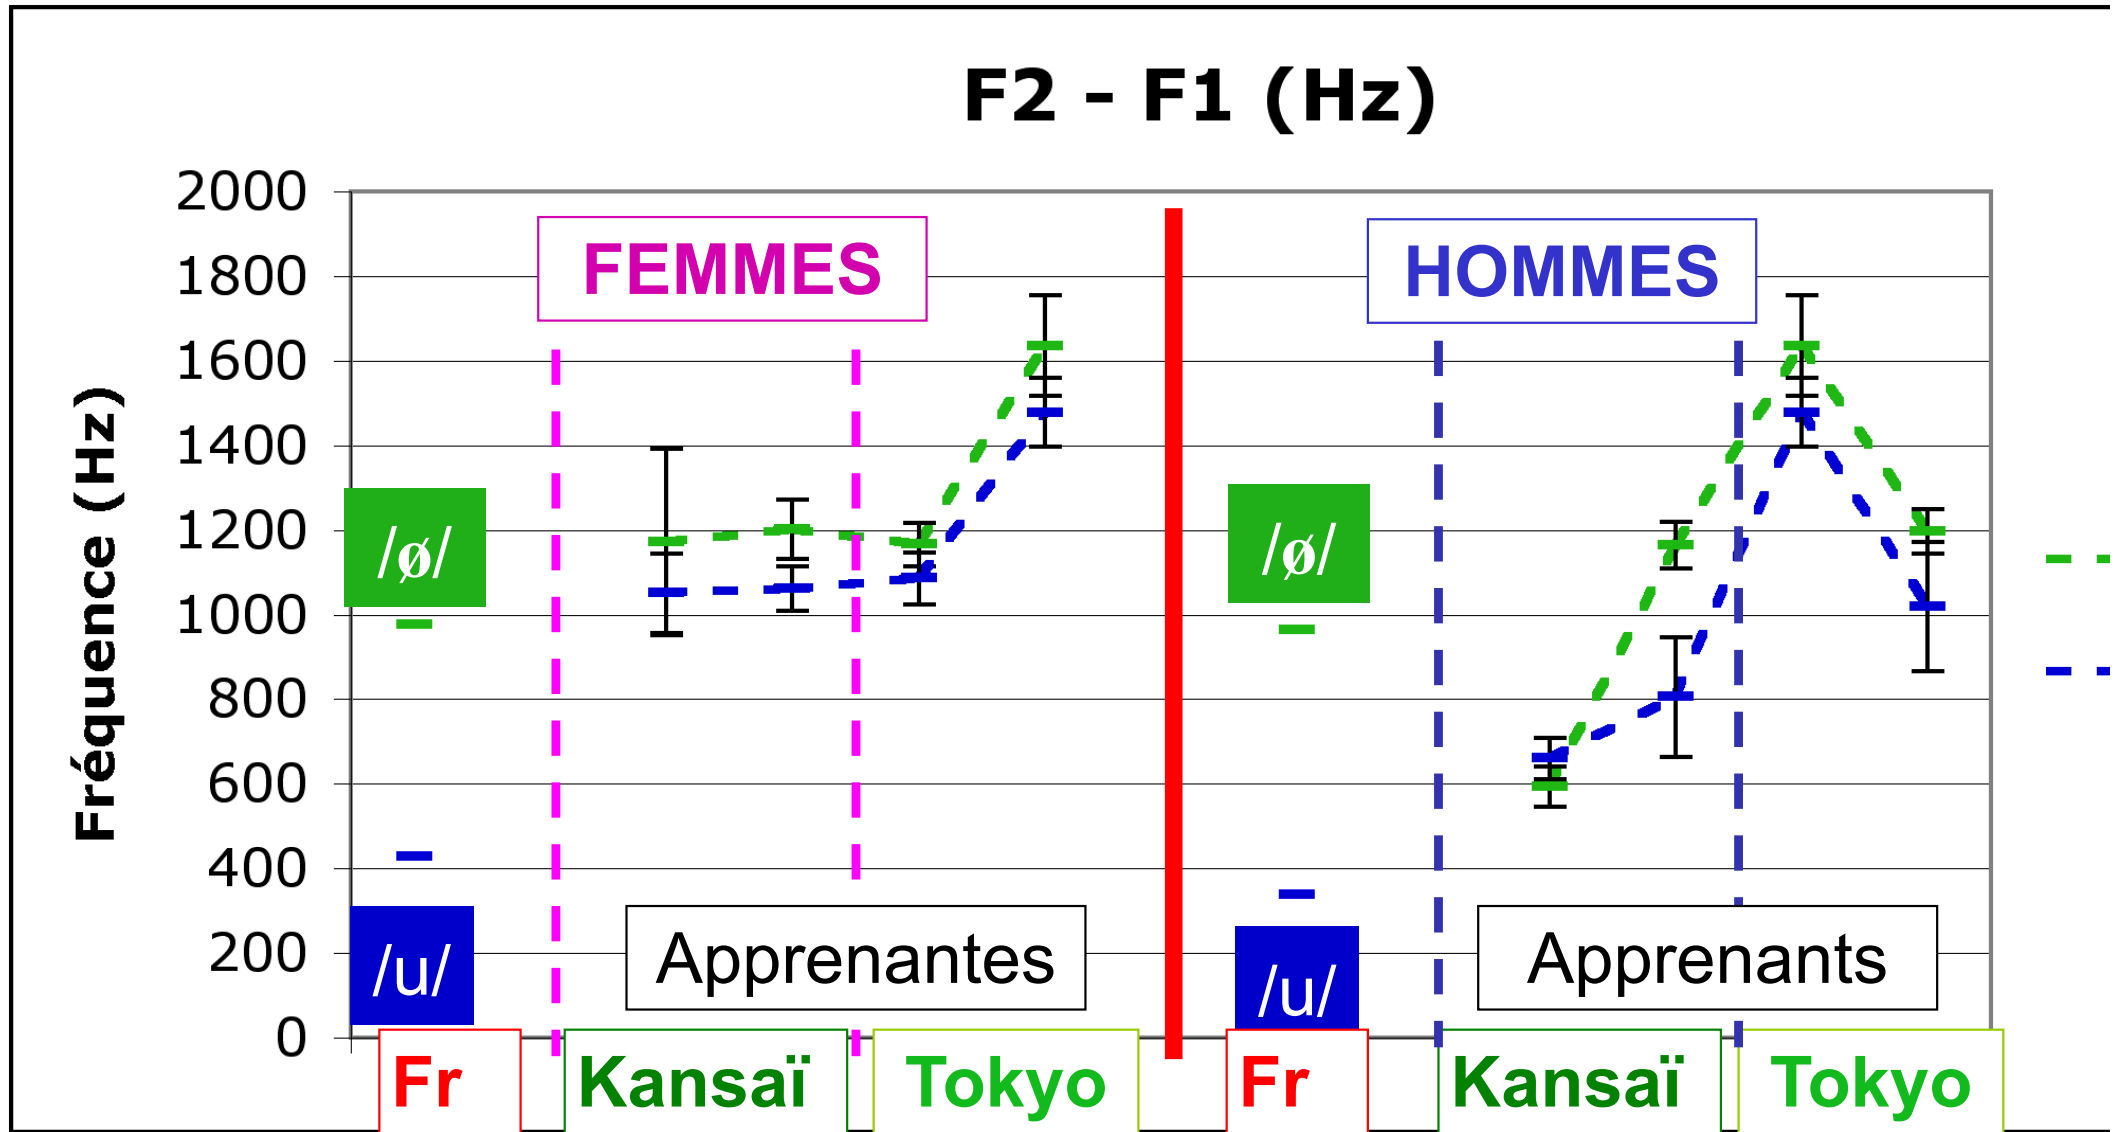 F2 - F1 (Hz)
Fréquence (Hz)
2000
1800
1600
1400
1200
1000
800
600
400
200
0
FEMMES
HOMMES
/ø/
/ø/
/u/
Apprenantes
/u/
Apprenants
Fr
Kansaï
Tokyo
Fr
Kansaï
Tokyo